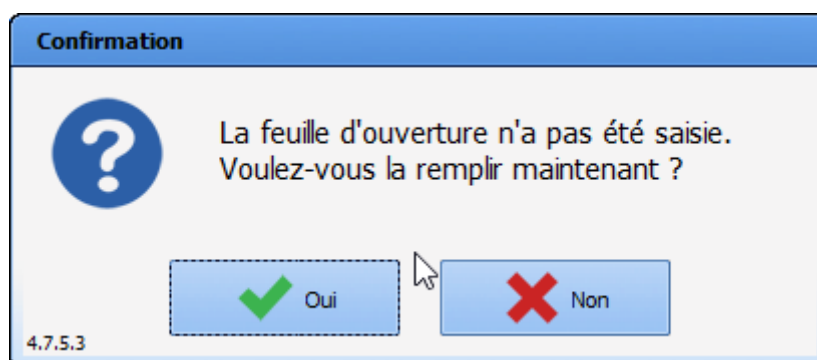 Confirmation
La feuille d'ouverture n'a pas été saisie.
Voulez-vous la remplir maintenant ?
Oui
Non
4.7.5.3